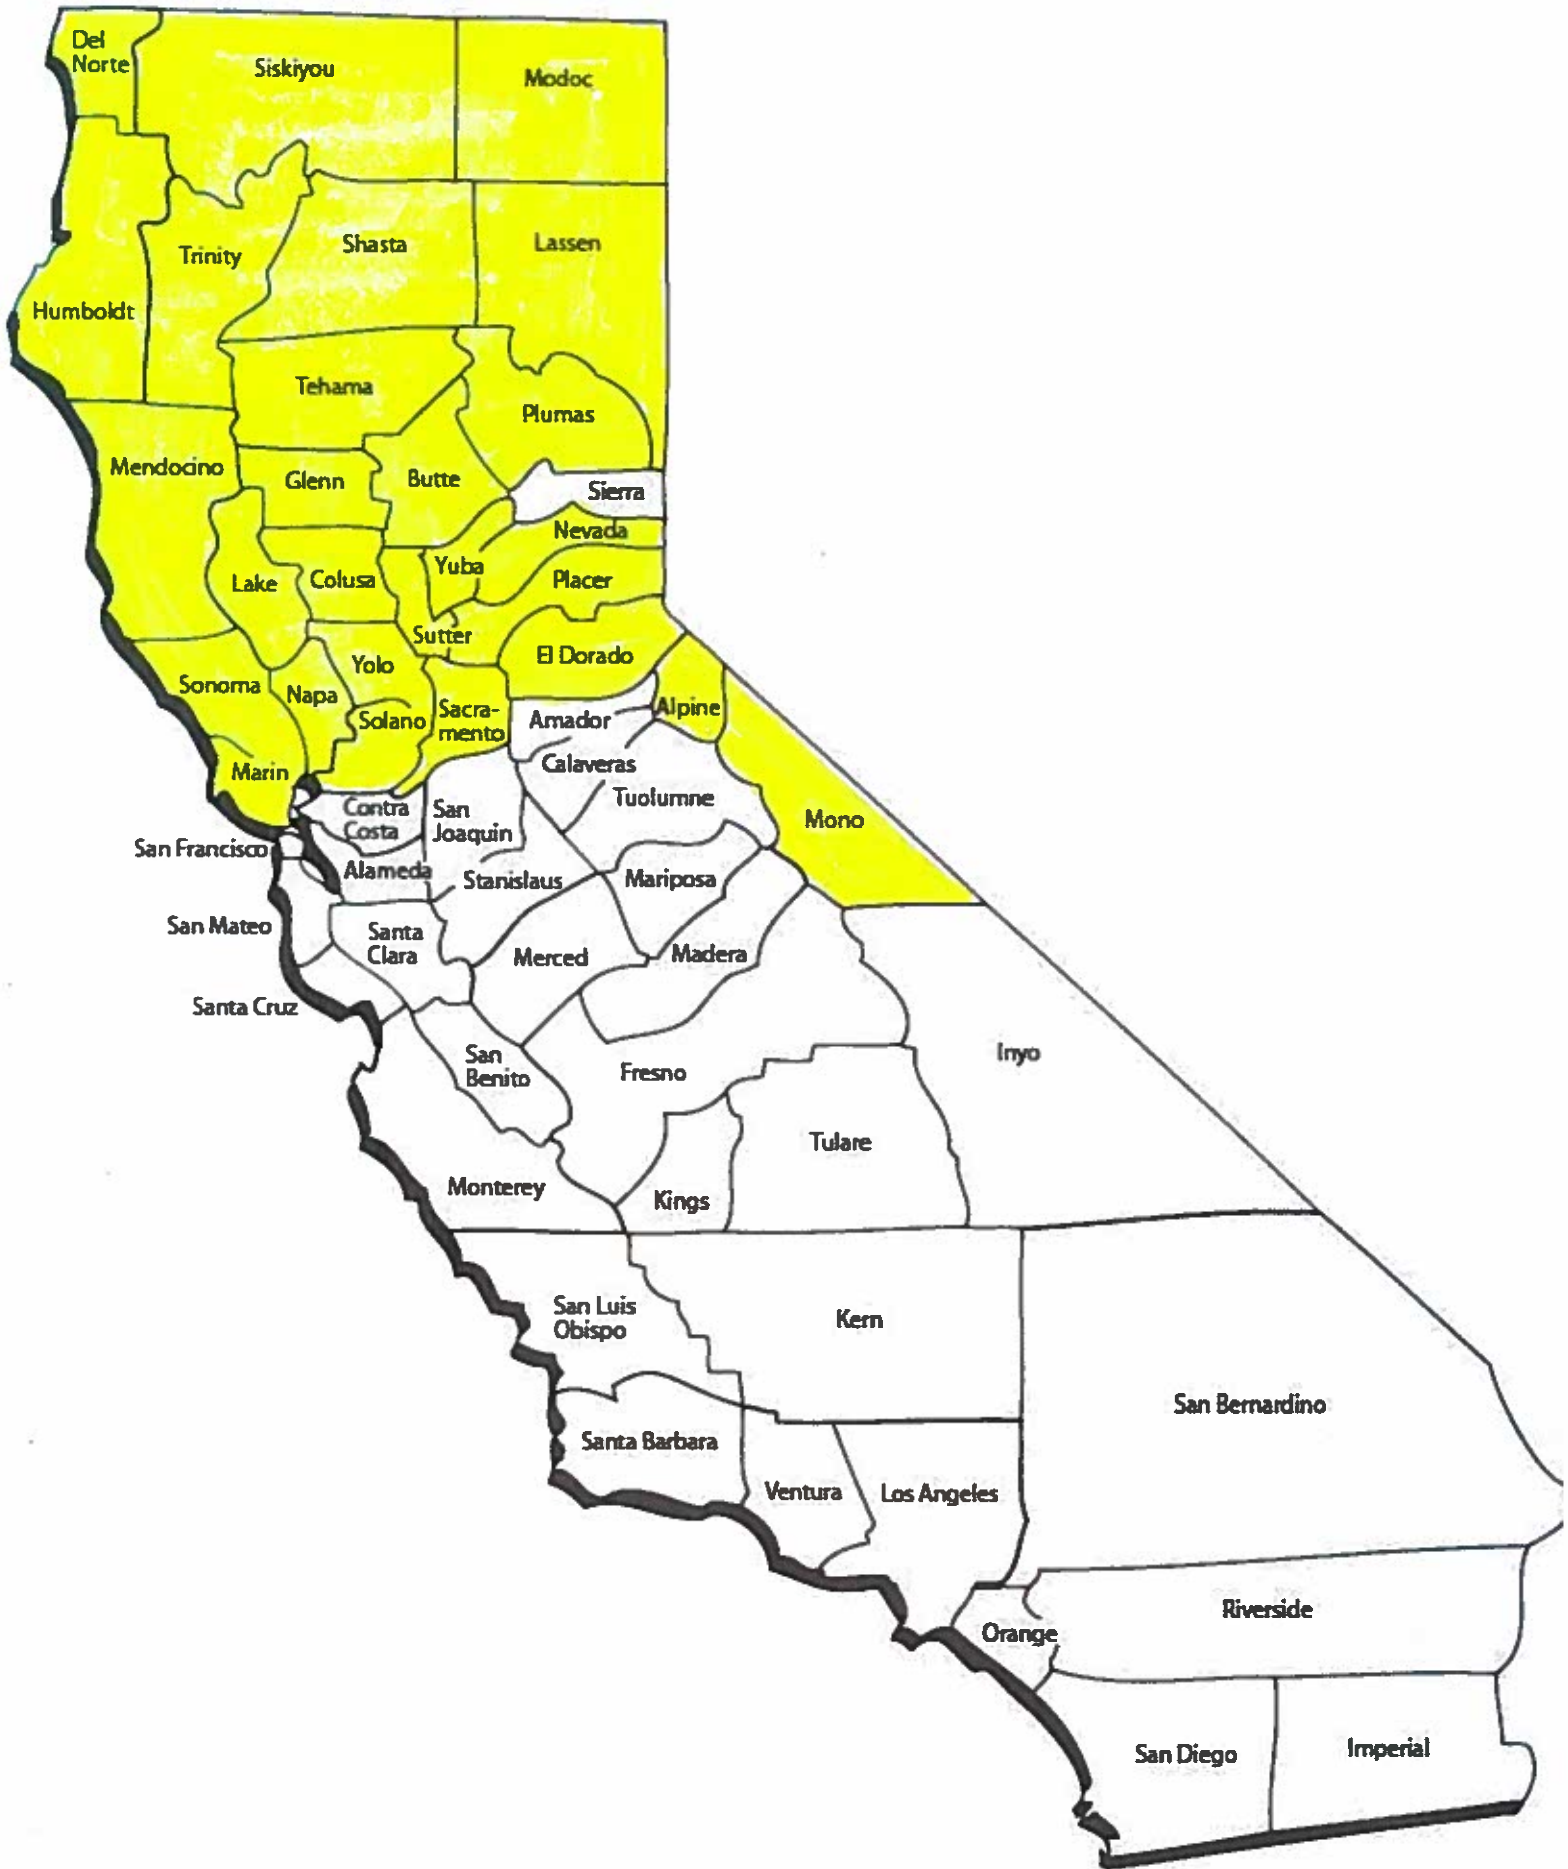 Del
Norte
Siskiyou
Modoc
Trinity
Shasta
Lassen
Humboldt
Tehama
Plumas
Mendocino
Glenn
Butte
Sierra
Nevada
Yuba
Lake
Colusa
Placer
Sutter
El Dorado
Yolo
Sonoma
Napa
Solano
Sacra-
mento
Amador
Alpine
Calaveras
Marin
Tuolumne
Contra
Costa
San
Joaquin
Mono
San Francisco
Alameda
Stanislaus
Mariposa
San Mateo
Santa
Clara
Merced
Madera
Santa Cruz
San
Benito
Fresno
Inyo
Tulare
Monterey
Kings
San Luis
Obispo
Kern
San Bernardino
Santa Barbara
Ventura
Los Angeles
Riverside
Orange
San Diego
Imperial